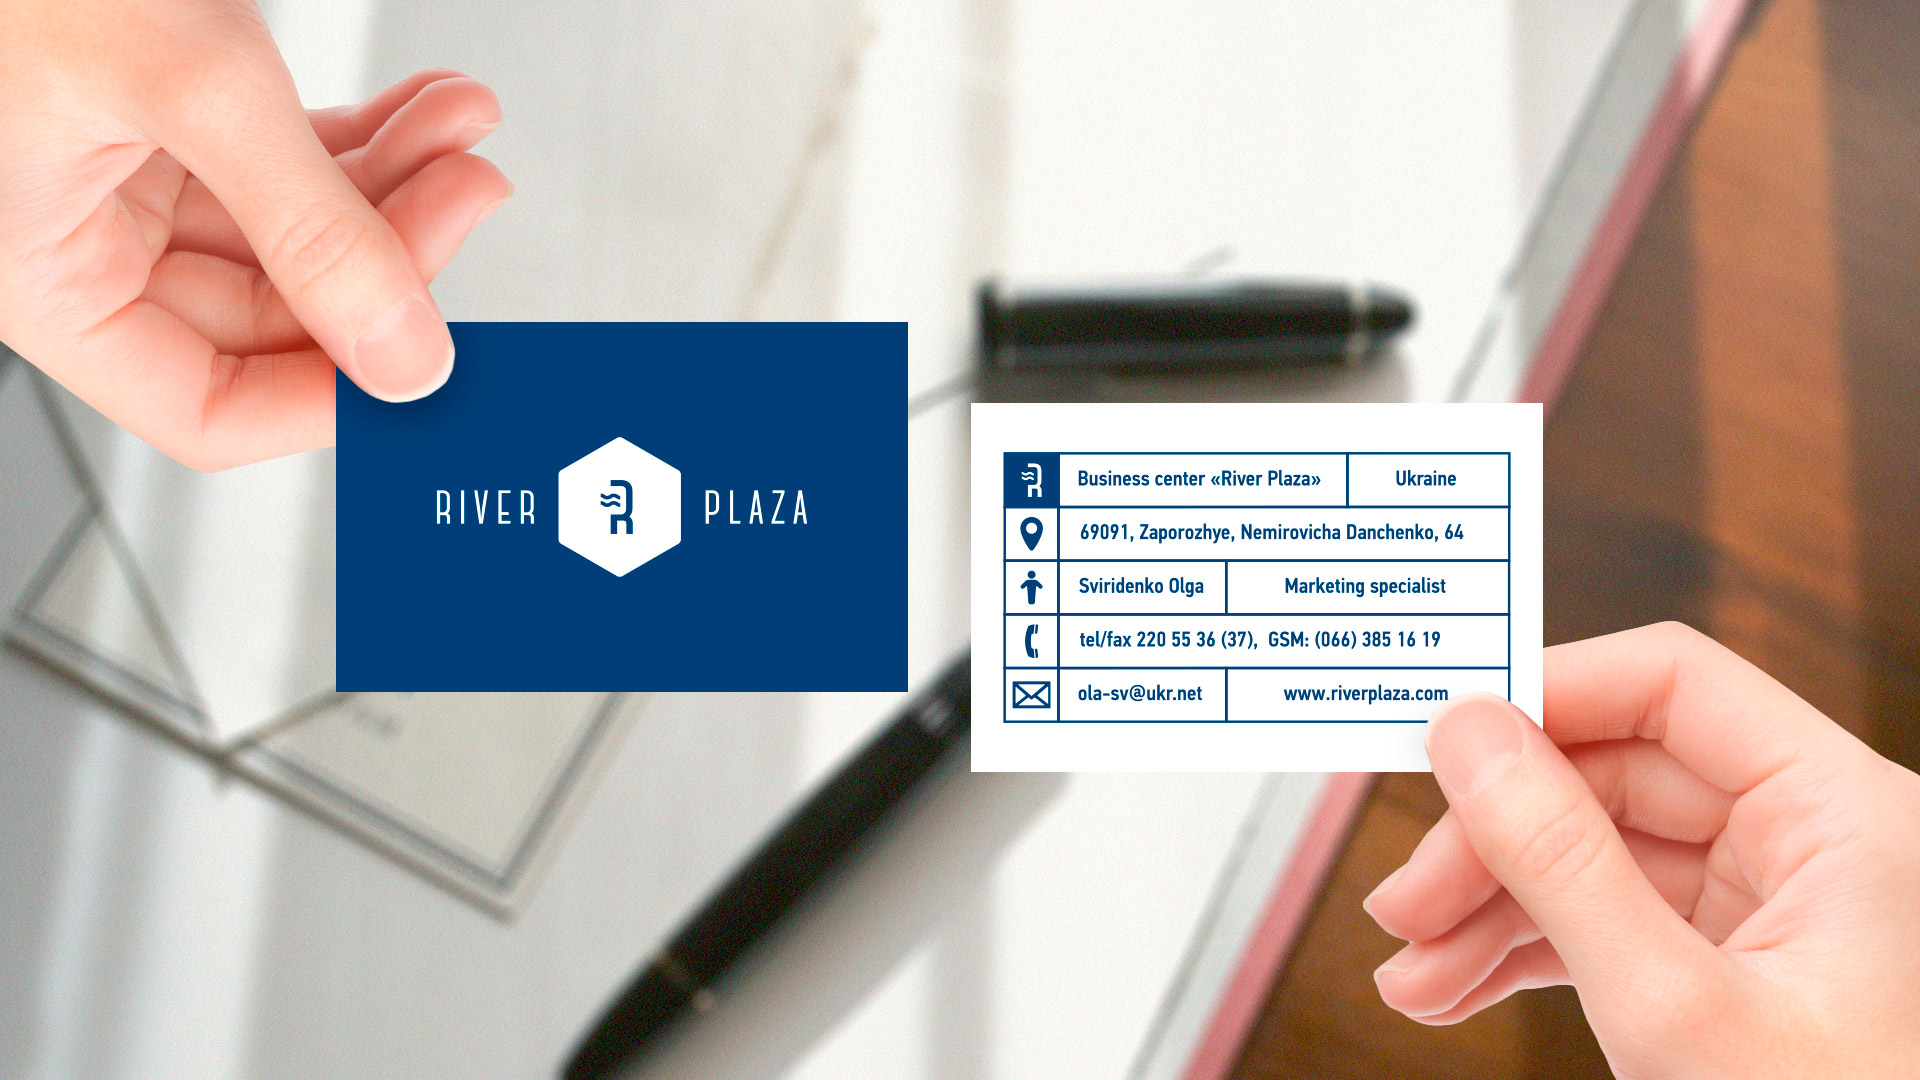 RIVER R PLAZA
Business center «River Plaza» Ukraine
69091, Zaporozhye, Nemirovicha Danchenko, 64
Sviridenko Olga Marketing specialist
tel/fax 220 55 36 (37), GSM: (066) 385 16 19
ola-sv@ukr.net www.riverplaza.com